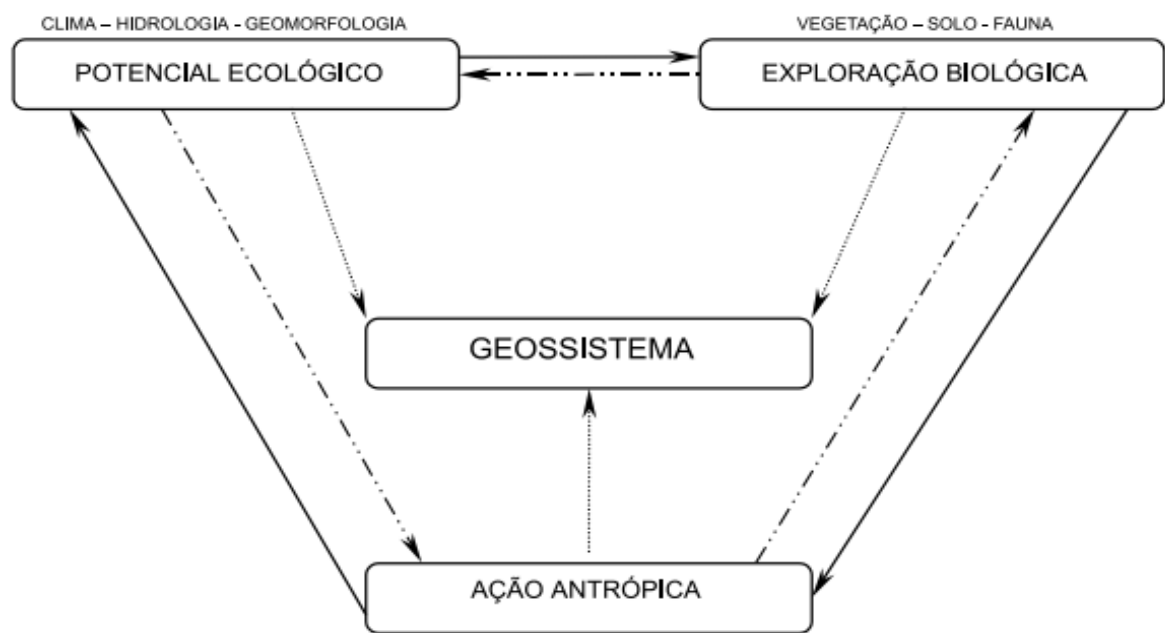 CLIMA – HIDROLOGIA - GEOMORFOLOGIA
VEGETAÇÃO – SOLO - FAUNA
POTENCIAL ECOLÓGICO
EXPLORAÇÃO BIOLÓGICA
GEOSSISTEMA
AÇÃO ANTRÓPICA